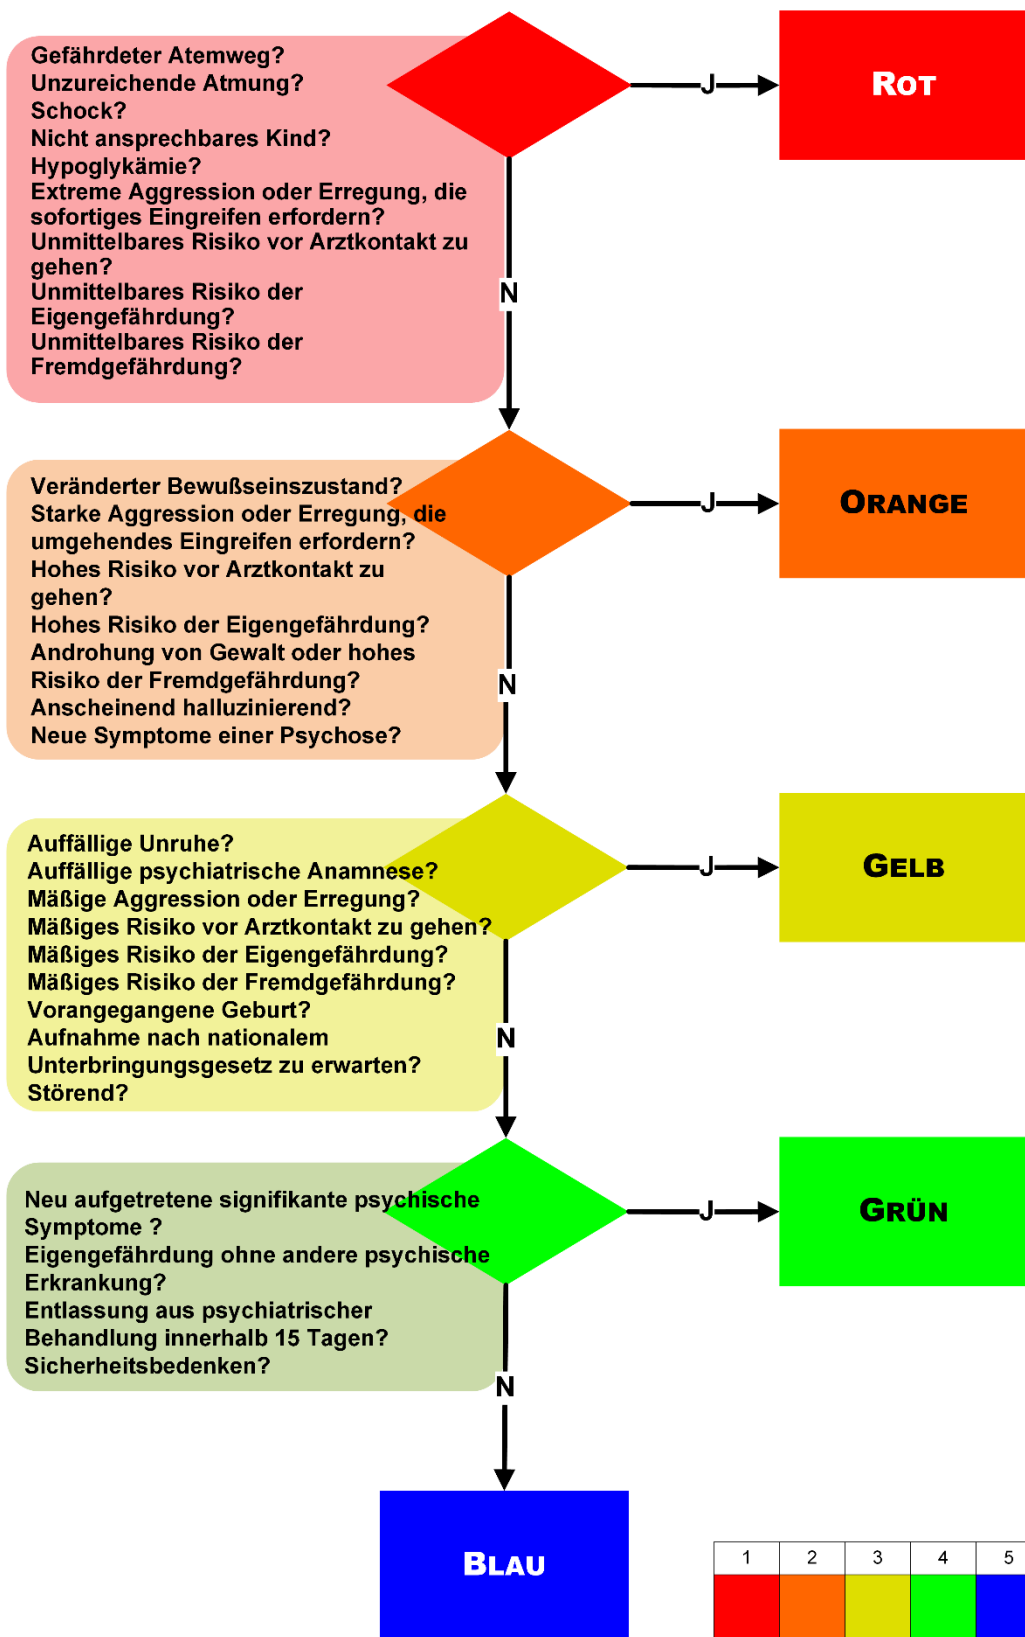 Gefährdeter Atemweg?
Unzureichende Atmung?
Schock?
Nicht ansprechbares Kind?
Hypoglykämie?
Extreme Aggression oder Erregung, die
sofortiges Eingreifen erfordern?
Unmittelbares Risiko vor Arztkontakt zu
gehen?
Unmittelbares Risiko der
Eigengefährdung?
Unmittelbares Risiko der
Fremdgefährdung?
J
ROT
N
Veränderter Bewußseinszustand?
Starke Aggression oder Erregung, die
umgehendes Eingreifen erfordern?
Hohes Risiko vor Arztkontakt zu
gehen?
Hohes Risiko der Eigengefährdung?
Androhung von Gewalt oder hohes
Risiko der Fremdgefährdung?
Anscheinend halluzinierend?
Neue Symptome einer Psychose?
J
ORANGE
N
Auffällige Unruhe?
Auffällige psychiatrische Anamnese?
Mäßige Aggression oder Erregung?
Mäßiges Risiko vor Arztkontakt zu gehen?
Mäßiges Risiko der Eigengefährdung?
Mäßiges Risiko der Fremdgefährdung?
Vorangegangene Geburt?
Aufnahme nach nationalem
Unterbringungsgesetz zu erwarten?
Störend?
J
GELB
N
Neu aufgetretene signifikante psychische
Symptome ?
Eigengefährdung ohne andere psychische
Erkrankung?
Entlassung aus psychiatrischer
Behandlung innerhalb 15 Tagen?
Sicherheitsbedenken?
J
GRÜN
N
BLAU
1 2 3 4 5